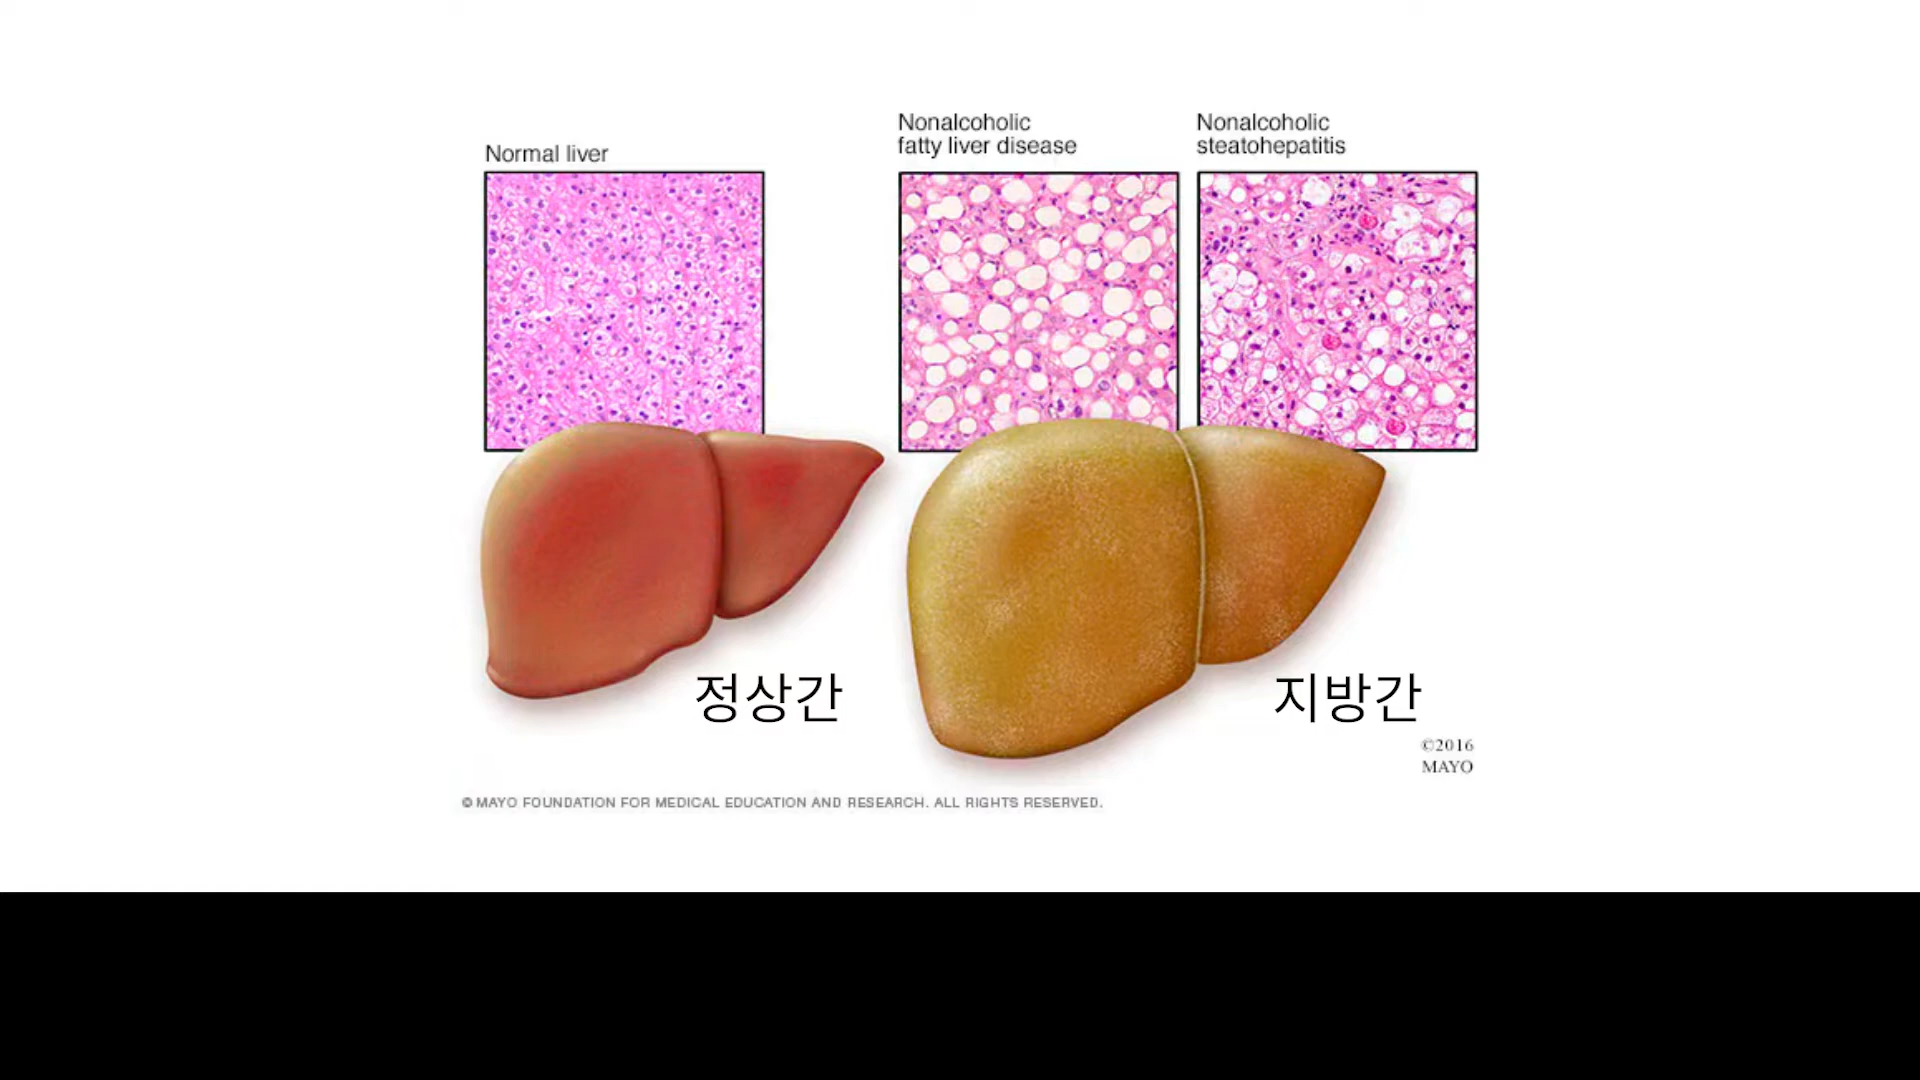 Normal liver
Nonalcoholic
fatty liver disease
Nonalcoholic
steatohepatitis
정상간
지방간
©2016
MAYO
© MAYO FOUNDATION FOR MEDICAL EDUCATION AND RESEARCH. ALL RIGHTS RESERVED.